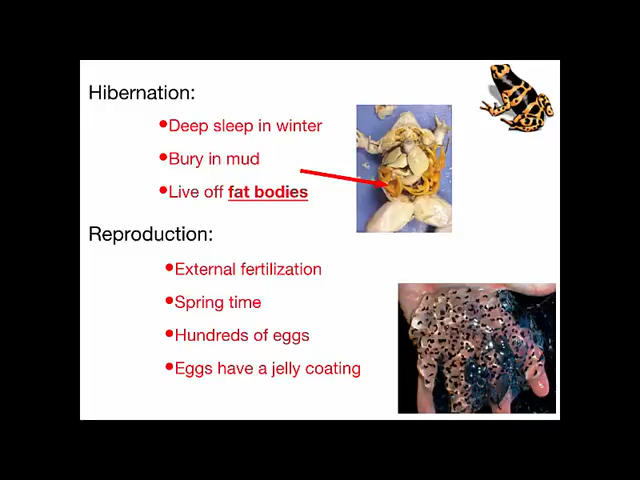 Hibernation:
•Deep sleep in winter
•Bury in mud
•Live off fat bodies
Reproduction:
•External fertilization
•Spring time
•Hundreds of eggs
•Eggs have a jelly coating